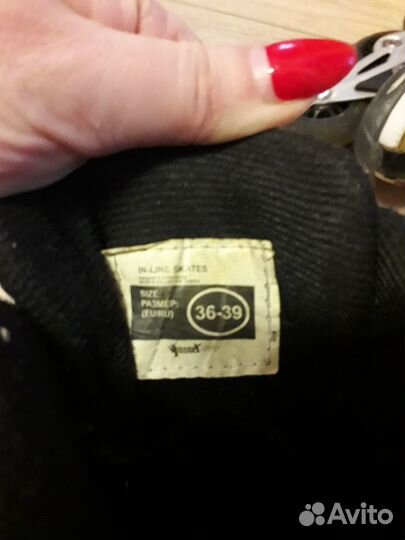 IN-LINE SKATES
SIZE:
РАЗМЕР:
(EU/RU)
36-39
Avito